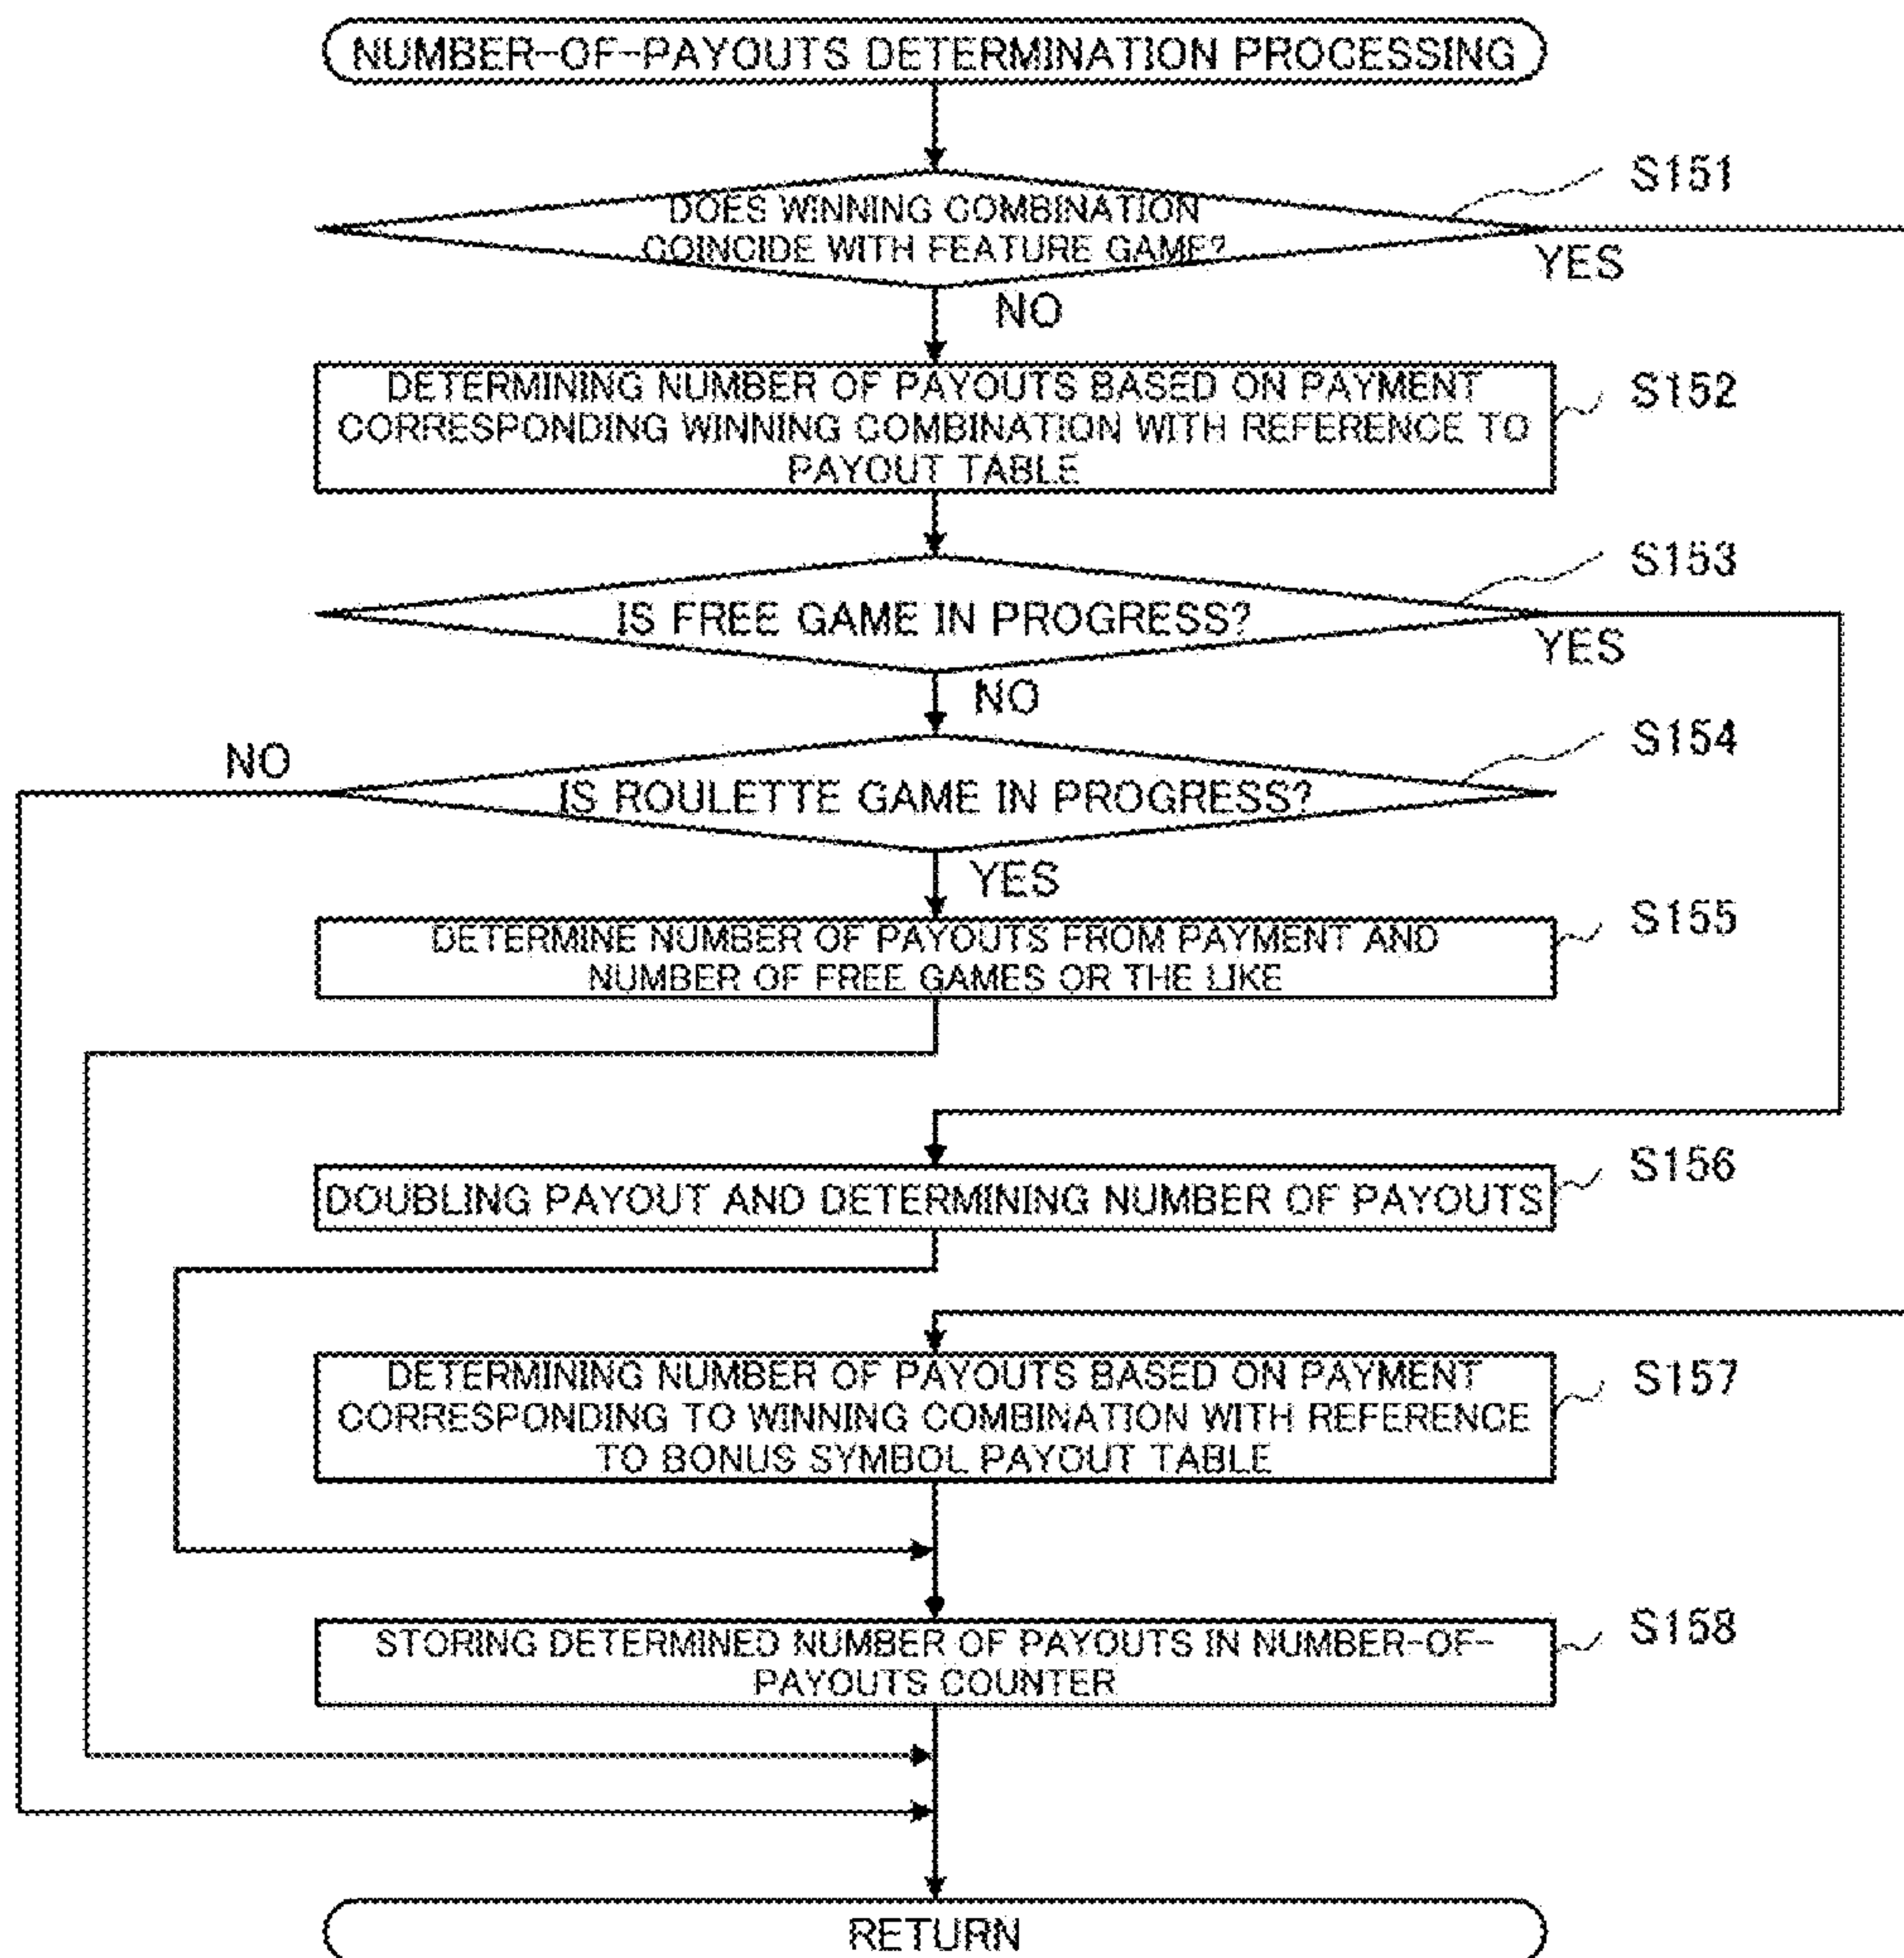 NUMBER-OF-PAYOUTS DETERMINATION PROCESSING
S151
DOES WINNING COMBINATION
COINCIDE WITH FEATURE GAME?
YES
NO
S152
DETERMINING NUMBER OF PAYOUTS BASED ON PAYMENT
CORRESPONDING WINNING COMBINATION WITH REFERENCE TO
PAYOUT TABLE
S153
IS FREE GAME IN PROGRESS?
YES
NO
S154
NO
IS ROULETTE GAME IN PROGRESS?
YES
S155
DETERMINE NUMBER OF PAYOUTS FROM PAYMENT AND
NUMBER OF FREE GAMES OR THE LIKE
S156
DOUBLING PAYOUT AND DETERMINING NUMBER OF PAYOUTS
S157
DETERMINING NUMBER OF PAYOUTS BASED ON PAYMENT
CORRESPONDING TO WINNING COMBINATION WITH REFERENCE
TO BONUS SYMBOL PAYOUT TABLE
S158
STORING DETERMINED NUMBER OF PAYOUTS IN NUMBER-OF-
PAYOUTS COUNTER
RETURN